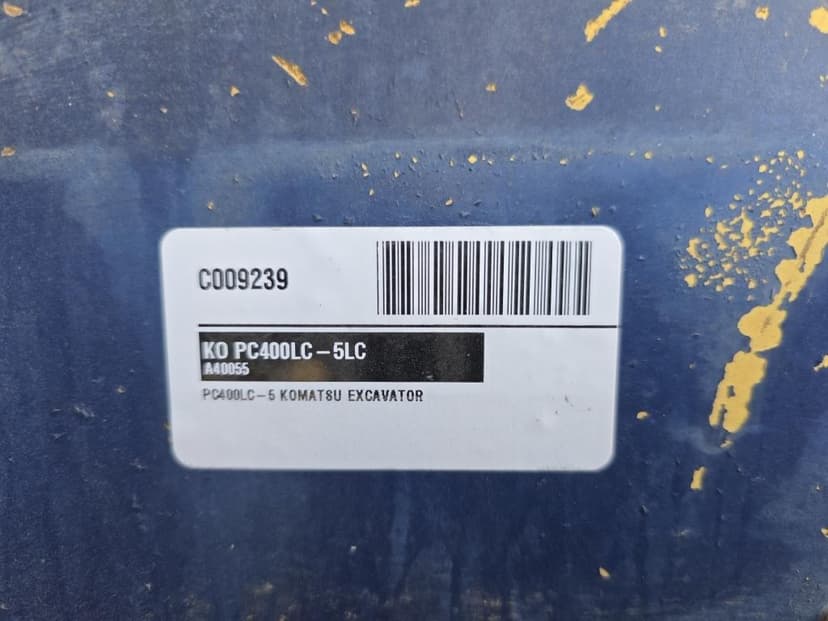 C009239
KO PC400LC-5LC
A40055
PC400LC-5 KOMATSU EXCAVATOR